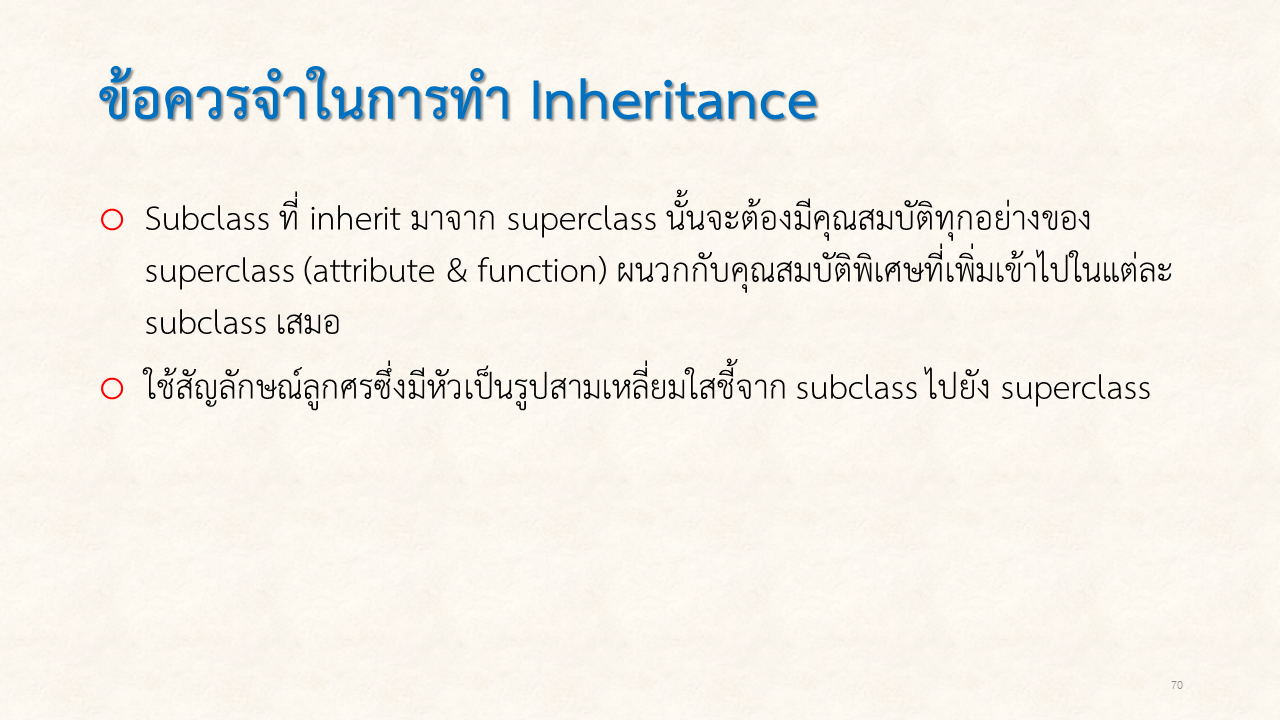 ข้อควรจำในการทำ Inheritance
Subclass ที่ inherit มาจาก superclass นั้นจะต้องมีคุณสมบัติทุกอย่างของ
superclass (attribute & function) ผนวกกับคุณสมบัติพิเศษที่เพิ่มเข้าไปในแต่ละ
subclass เสมอ
ใช้สัญลักษณ์ลูกศรซึ่งมีหัวเป็นรูปสามเหลี่ยมใสชี้จาก subclass ไปยัง superclass
70